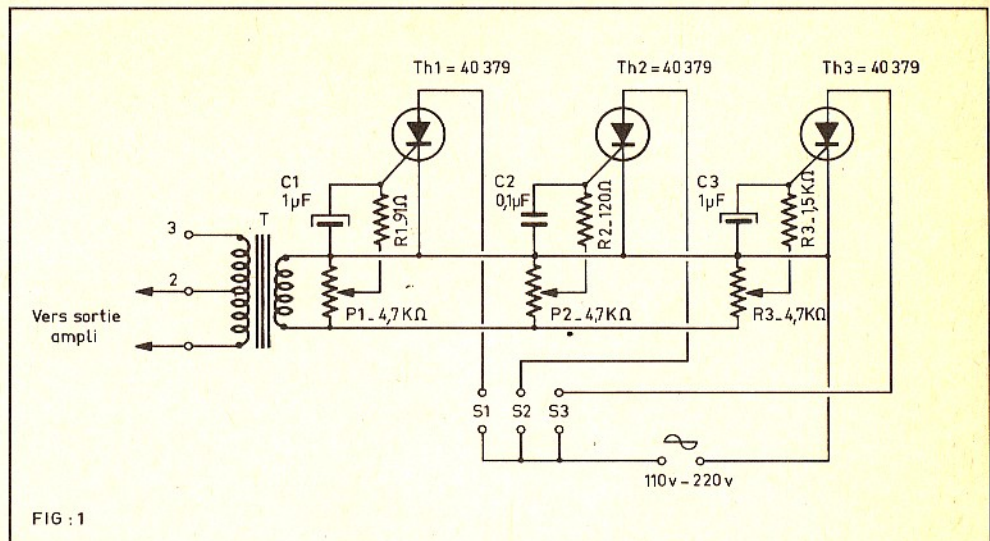 Th1 = 40 379
Th2 = 40 379
Th3 = 40 379
C1
1µF
R1_91Ω
C2
0,1µF
R2_120Ω
C3
1µF
R3_1,5KΩ
3
T
2
Vers sortie
ampli
P1_4,7KΩ
P2_4,7KΩ
R3_4,7KΩ
S1
S2
S3
110v – 220v
FIG : 1